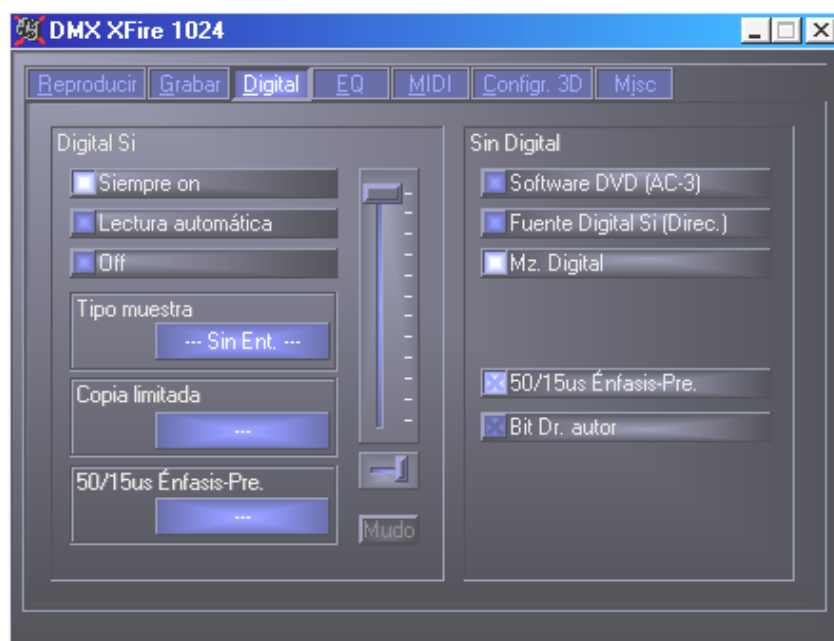 DMX XFire 1024
Reproducir Grabar Digital EQ MIDI Configr. 3D Misc
Digital Si
Siempre on
Lectura automática
Off
Tipo muestra
--- Sin Ent. ---
Copia limitada
---
50/15us Énfasis-Pre.
---
Mudo
Sin Digital
Software DVD (AC-3)
Fuente Digital Si (Direc.)
Mz. Digital
50/15us Énfasis-Pre.
Bit Dr. autor